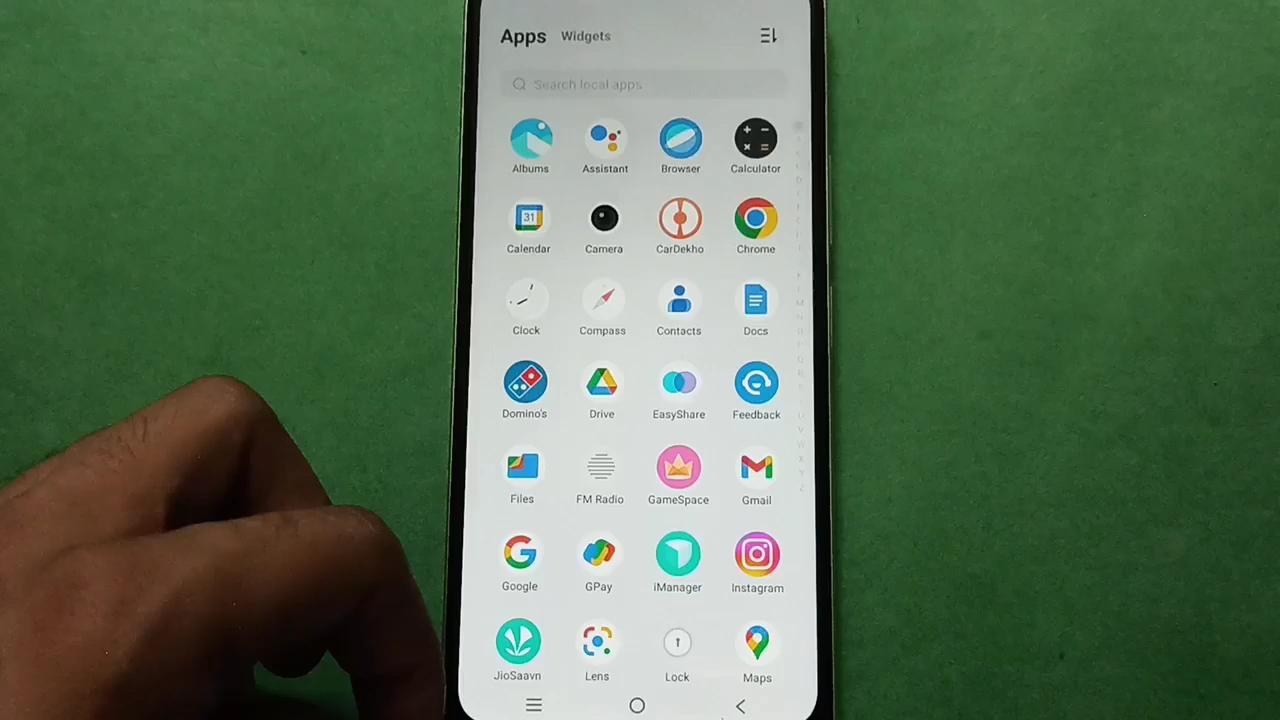 Apps Widgets
Search local apps
Albums Assistant Browser Calculator
31
Calendar Camera CarDekho Chrome
Clock Compass Contacts Docs
Domino's Drive EasyShare Feedback
Files FM Radio GameSpace Gmail
Google GPay iManager Instagram
JioSaavn Lens Lock Maps